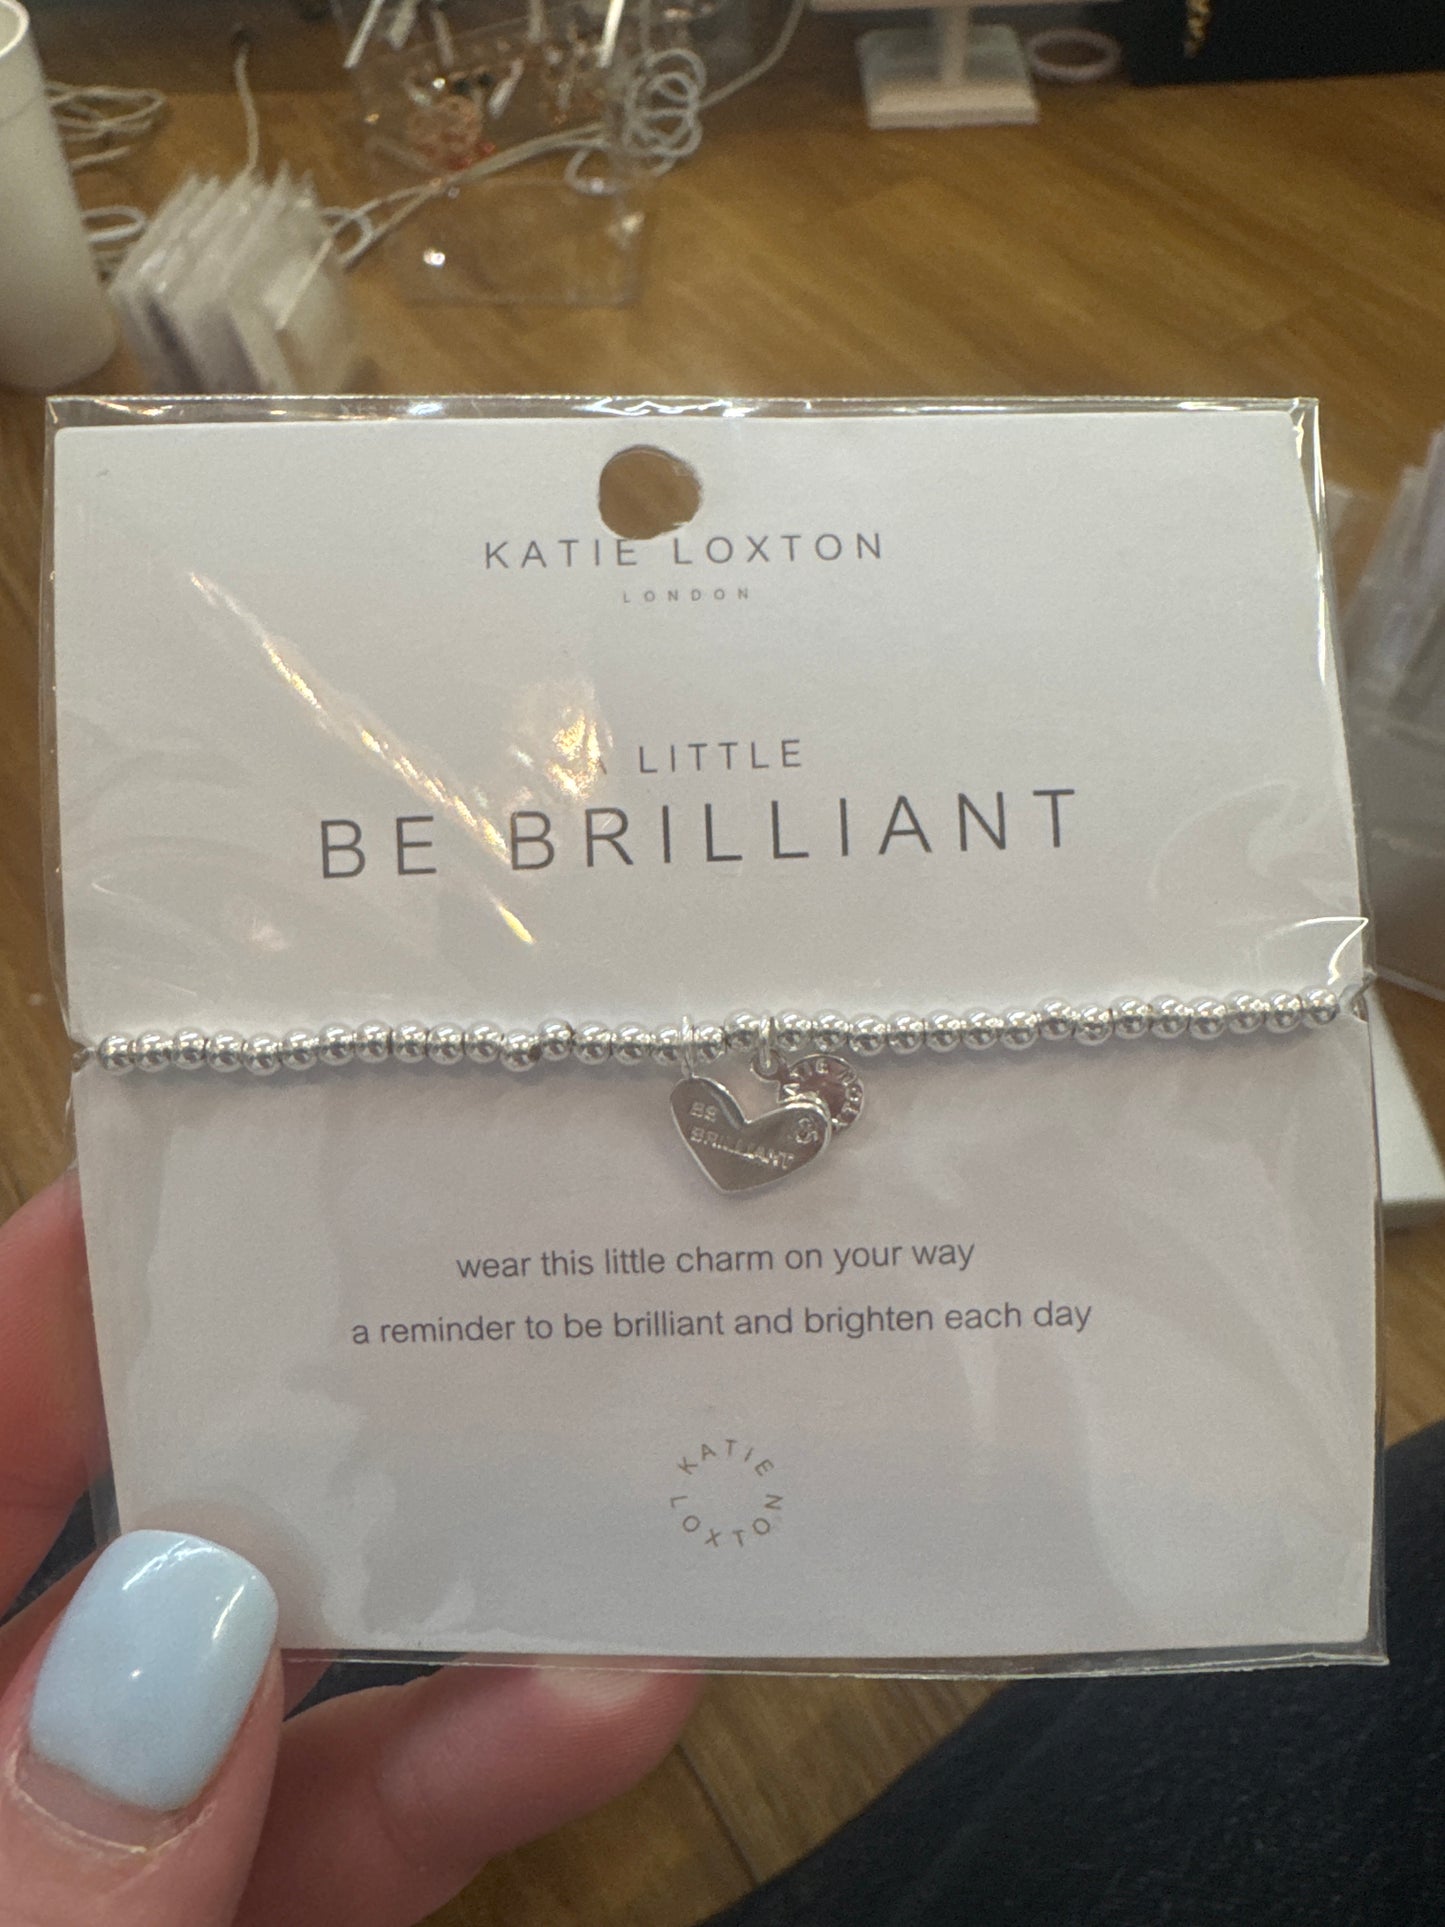 KATIE LOXTON
LONDON
A LITTLE
BE BRILLIANT
BE
BRILLIANT
&
wear this little charm on your way
a reminder to be brilliant and brighten each day
KATIE
LOXTON